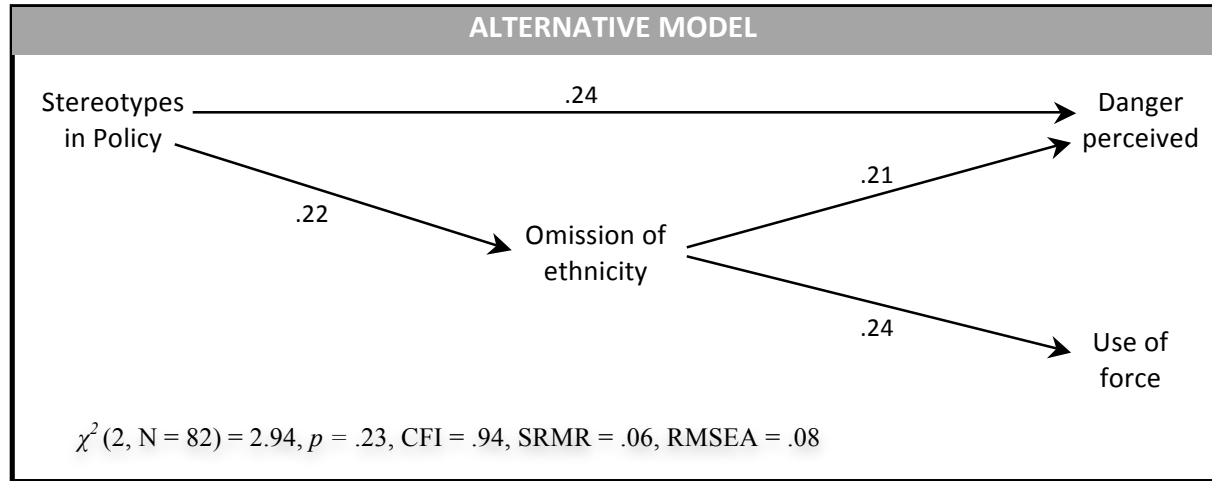 ALTERNATIVE MODEL
Stereotypes
in Policy
.24
Danger
perceived
.22
.21
Omission of
ethnicity
.24
Use of
force
χ² (2, N = 82) = 2.94, p = .23, CFI = .94, SRMR = .06, RMSEA = .08